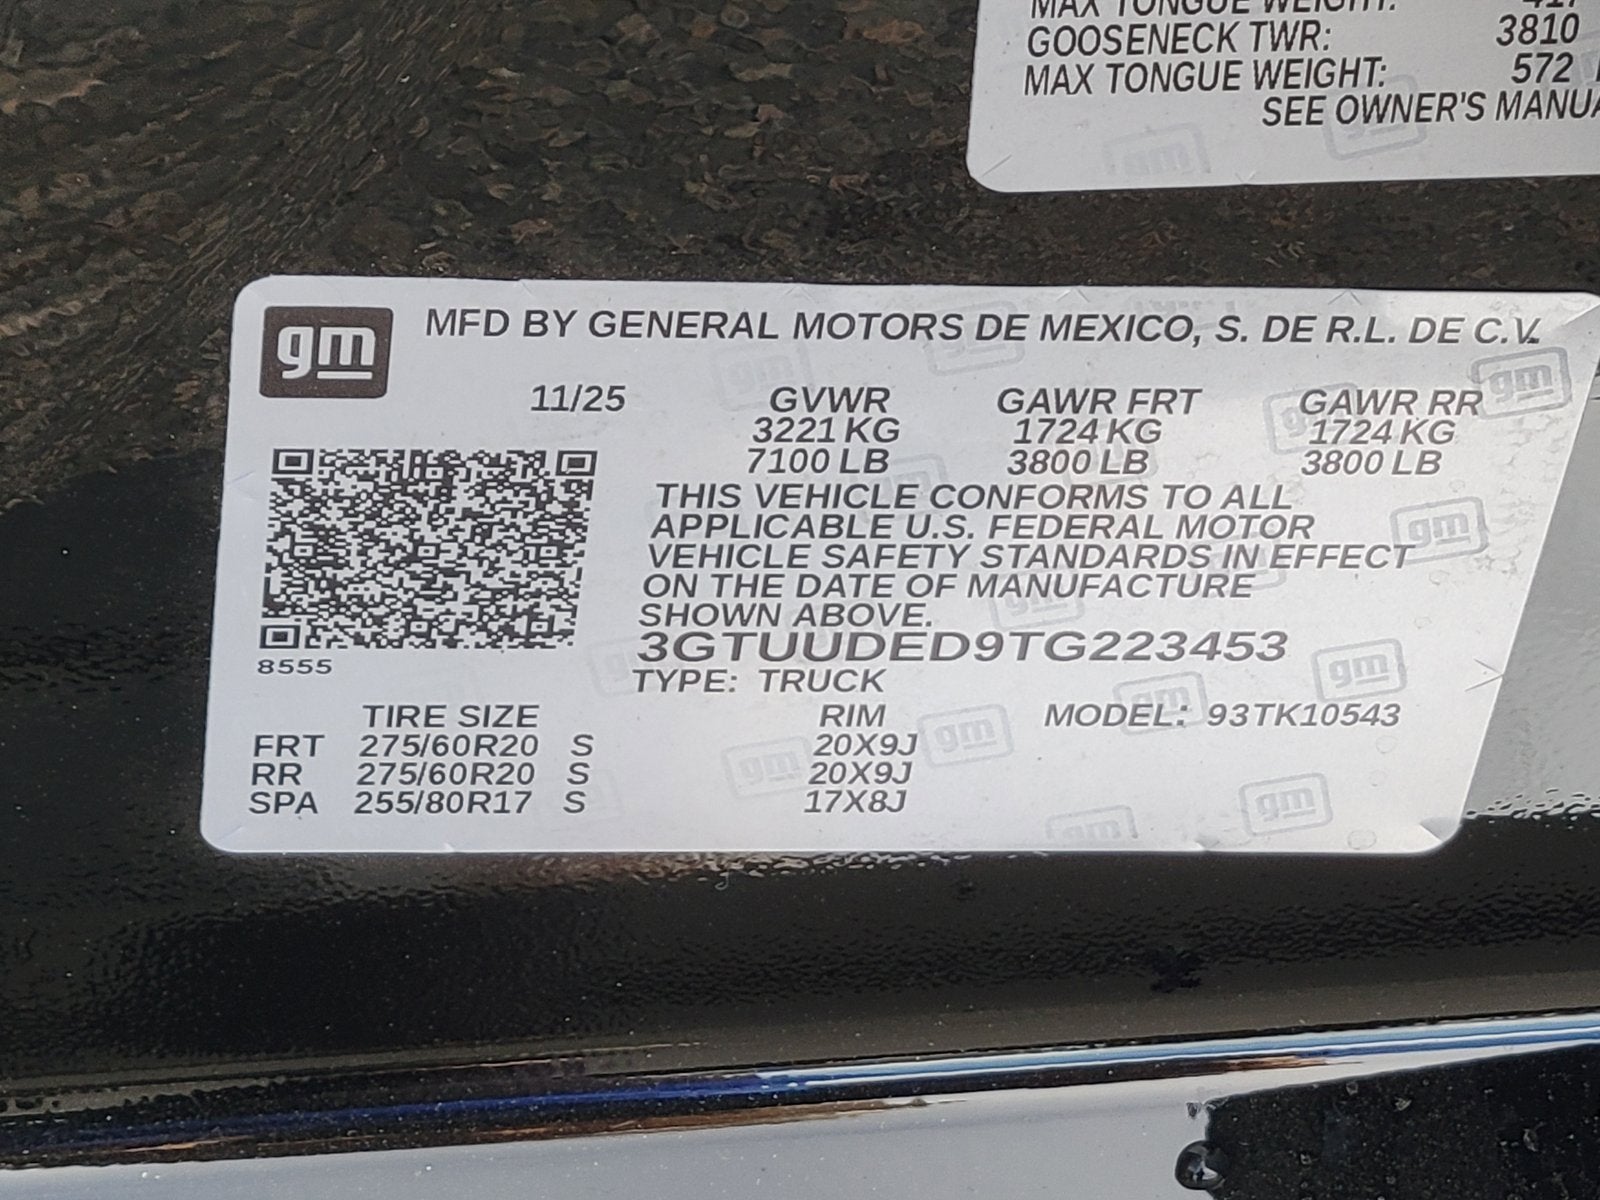 MAX TONGUE WEIGHT: 417
GOOSENECK TWR: 3810
MAX TONGUE WEIGHT: 572
SEE OWNER'S MANUA
gm
MFD BY GENERAL MOTORS DE MEXICO, S. DE R.L. DE C.V.
11/25 GVWR GAWR FRT GAWR RR
3221 KG 1724 KG 1724 KG
7100 LB 3800 LB 3800 LB
THIS VEHICLE CONFORMS TO ALL
APPLICABLE U.S. FEDERAL MOTOR
VEHICLE SAFETY STANDARDS IN EFFECT
ON THE DATE OF MANUFACTURE
SHOWN ABOVE.
3GTUUDED9TG223453
8555
TYPE: TRUCK
TIRE SIZE RIM MODEL: 93TK10543
FRT 275/60R20 S 20X9J
RR 275/60R20 S 20X9J
SPA 255/80R17 S 17X8J